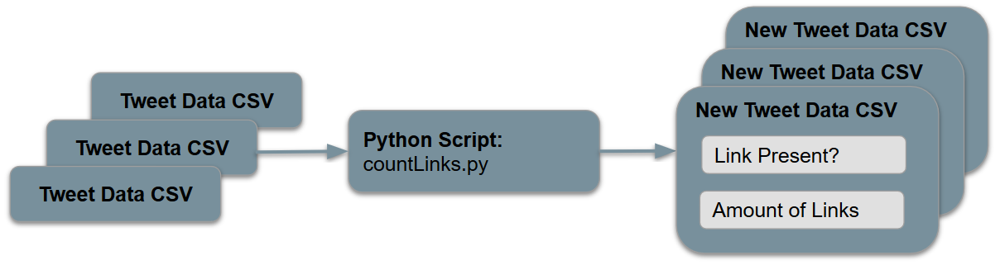 Tweet Data CSV
Tweet Data CSV
Tweet Data CSV
Python Script:
countLinks.py
New Tweet Data CSV
New Tweet Data CSV
New Tweet Data CSV
Link Present?
Amount of Links